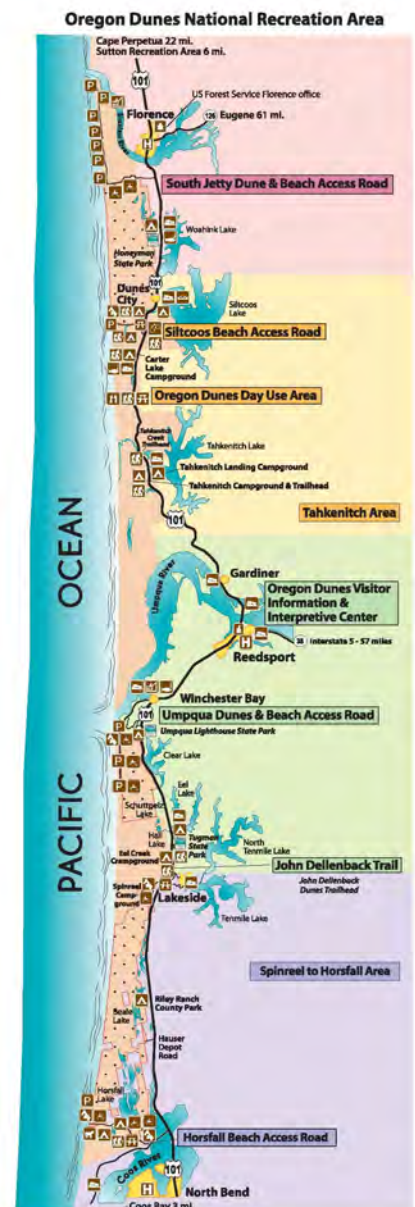 Oregon Dunes National Recreation Area
Cape Perpetua 22 mi.
Sutton Recreation Area 6 mi.
101
US Forest Service Florence office
Florence
126
Eugene 61 mi.
H
P
South Jetty Dune & Beach Access Road
Woahink Lake
Honeyman
State Park
101
Dunes
City
Siltcoos
Lake
Siltcoos Beach Access Road
Carter
Lake
Campground
Oregon Dunes Day Use Area
Tahkenitch
Creek
Trailhead
Tahkenitch Lake
Tahkenitch Landing Campground
Tahkenitch Campground & Trailhead
101
Tahkenitch Area
OCEAN
Umpqua River
Gardiner
Oregon Dunes Visitor
Information &
Interpretive Center
38
Interstate 5 - 57 miles
H
Reedsport
Winchester Bay
101
Umpqua Dunes & Beach Access Road
Umpqua Lighthouse State Park
Clear Lake
PACIFIC
Eel
Lake
Schuttpelz
Lake
Hall
Lake
Tugman
State
Park
North
Tenmile Lake
Eel Creek
Campground
John Dellenback Trail
John Dellenback
Dunes Trailhead
Spinreel
Camp-
ground
Lakeside
Tenmile Lake
Spinreel to Horsfall Area
Riley Ranch
County Park
Beale
Lake
Hauser
Depot
Road
Horsfall
Lake
Horsfall Beach Access Road
Coos River
101
H
North Bend
Coos Bay 3 mi.